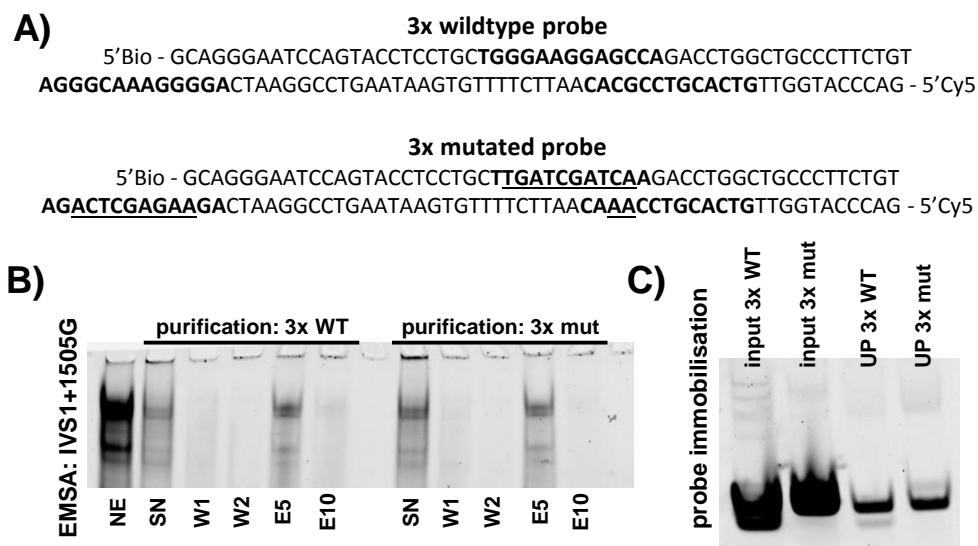 A)
3x wildtype probe
5'Bio - GCAGGGAATCCAGTACCTCCTGCTGGGAAGGAGCCAGACCTGGCTGCCCTTCTGT
AGGGCAAAGGGGACTAAGGCCTGAATAAGTGTTTTCTTAACACGCCTGCACTGTTGGTACCCAG - 5'Cy5
3x mutated probe
5'Bio - GCAGGGAATCCAGTACCTCCTGCTTGATCGATCAAGACCTGGCTGCCCTTCTGT
AGACTCGAGAAGACTAAGGCCTGAATAAGTGTTTTCTTAACAAACCTGCACTGTTGGTACCCAG - 5'Cy5
B)
EMSA: IVS1+1505G
purification: 3x WT
purification: 3x mut
NE
SN
W1
W2
E5
E10
SN
W1
W2
E5
E10
C)
probe immobilisation
input 3x WT
input 3x mut
UP 3x WT
UP 3x mut